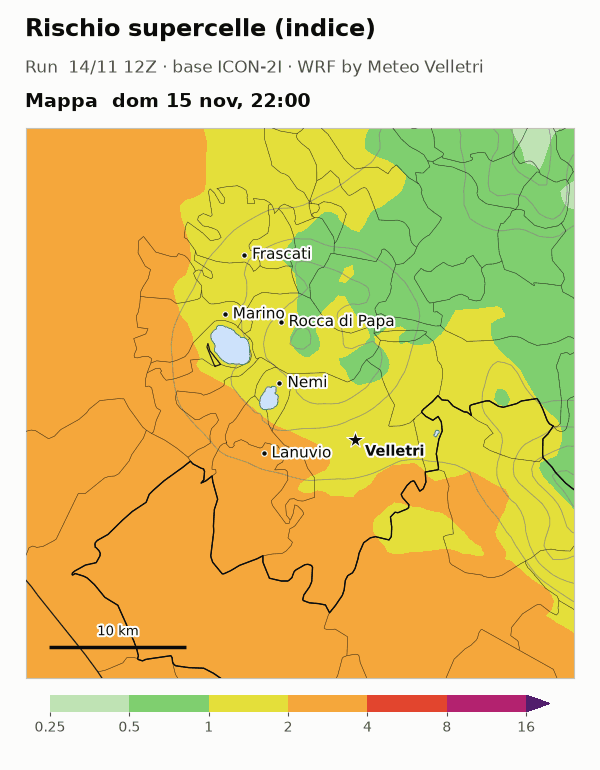 Rischio supercelle (indice)
Run 14/11 12Z · base ICON-2I · WRF by Meteo Velletri
Mappa dom 15 nov, 22:00
Frascati
Marino
Rocca di Papa
Nemi
Velletri
Lanuvio
10 km
0.25 0.5 1 2 4 8 16